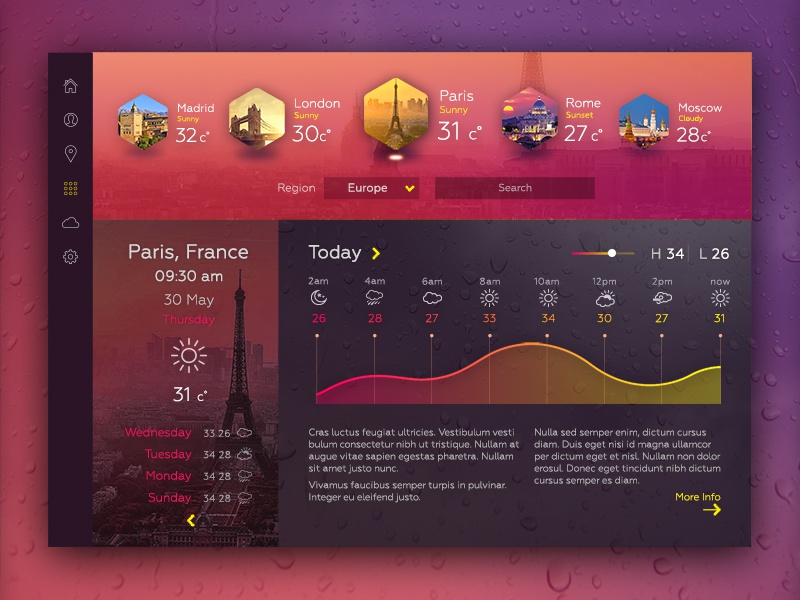 Madrid
Sunny
32 c°
London
Sunny
30 c°
Paris
Sunny
31 c°
Rome
Sunset
27 c°
Moscow
Cloudy
28 c°
Region Europe Search
Paris, France
09:30 am
30 May
Thursday
31 c°
Wednesday 33 26
Tuesday 34 28
Monday 34 28
Sunday 34 28
Today H 34 L 26
2am 4am 6am 8am 10am 12pm 2pm now
26 28 27 33 34 30 27 31
Cras luctus feugiat ultricies. Vestibulum vesti
bulum consectetur nibh ut tristique. Nullam at
augue vitae sapien egestas pharetra. Nullam
sit amet justo nunc.
Vivamus faucibus semper turpis in pulvinar.
Integer eu eleifend justo.
Nulla sed semper enim, dictum cursus
diam. Duis eget nisi id magna ullamcor
per dictum eget et nisl. Nullam non dolor
erosul. Donec eget tincidunt nibh dictum
cursus semper es diam.
More Info